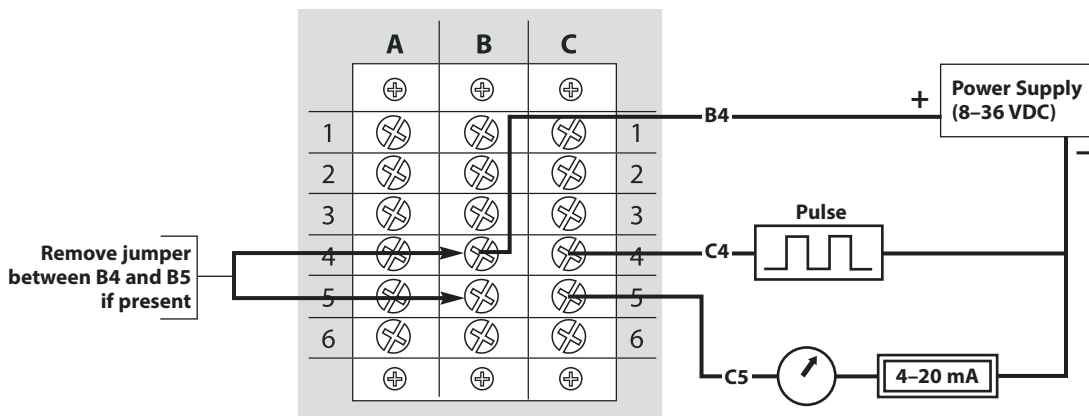 A B C
B4
+
Power Supply
(8–36 VDC)
–
1 1
2 2
3 3
Pulse
Remove jumper
between B4 and B5
if present
4 4
C4
5 5
6 6
C5
4–20 mA